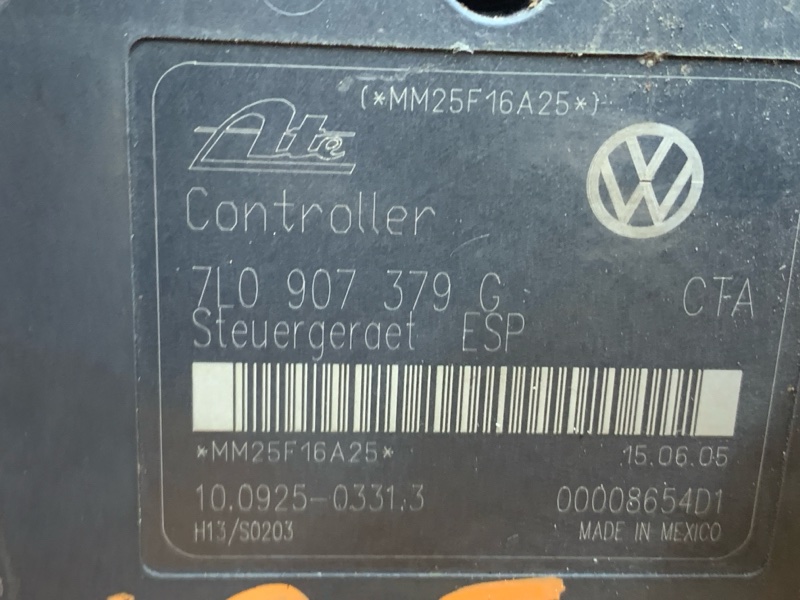 (*MM25F16A25*)
Ate
VW
Controller
7L0 907 379 G CTA
Steuergeraet ESP
*MM25F16A25* 15.06.05
10.0925-0331.3 00008654D1
H13/S0203 MADE IN MEXICO